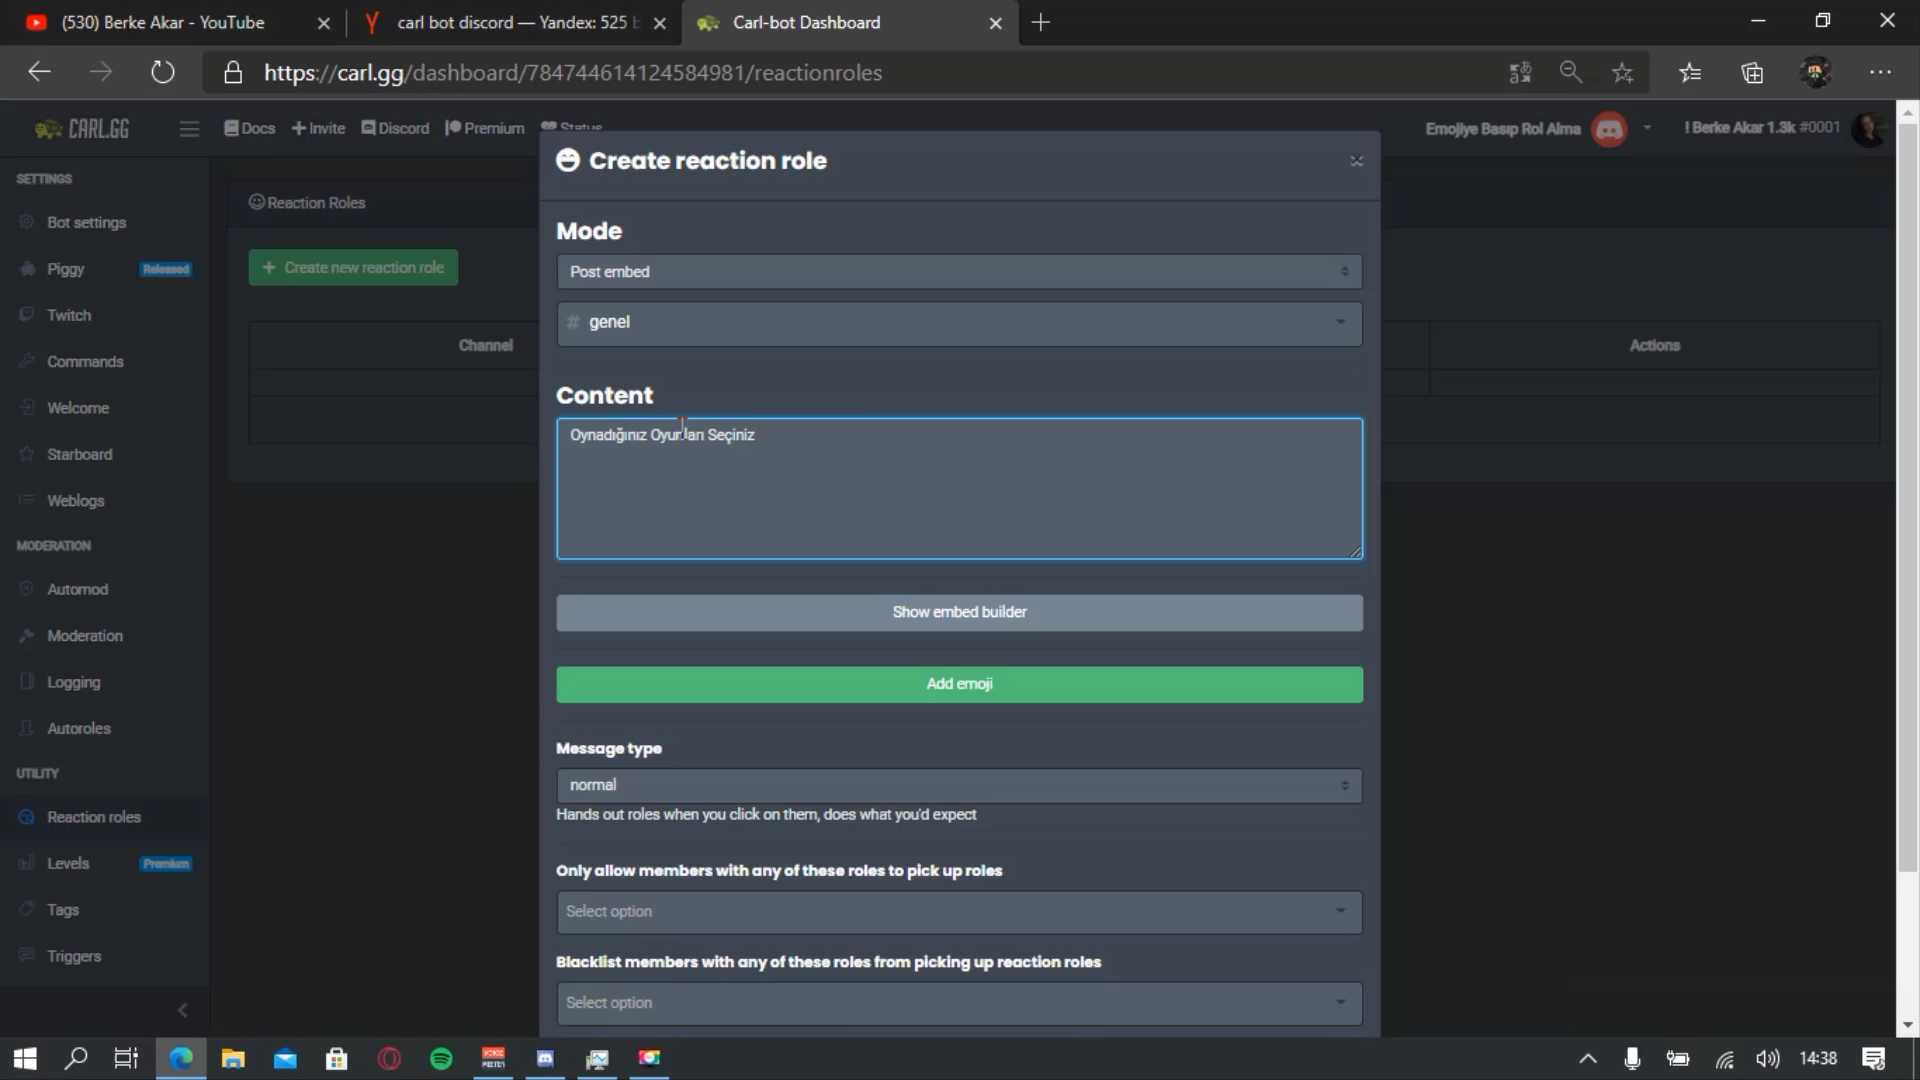 (530) Berke Akar - YouTube
carl bot discord — Yandex: 525 b
Carl-bot Dashboard
https://carl.gg/dashboard/784744614124584981/reactionroles
CARL.GG
Docs
Invite
Discord
Premium
Status
Emojiye Basıp Rol Alma
! Berke Akar 1.3k #0001
SETTINGS
Bot settings
Piggy
Released
Twitch
Commands
Welcome
Starboard
Weblogs
MODERATION
Automod
Moderation
Logging
Autoroles
UTILITY
Reaction roles
Levels
Premium
Tags
Triggers
Reaction Roles
+ Create new reaction role
Channel
Actions
Create reaction role
Mode
Post embed
# genel
Content
Oynadığınız Oyunları Seçiniz
Show embed builder
Add emoji
Message type
normal
Hands out roles when you click on them, does what you'd expect
Only allow members with any of these roles to pick up roles
Select option
Blacklist members with any of these roles from picking up reaction roles
Select option
VOICE
MEETER
14:38